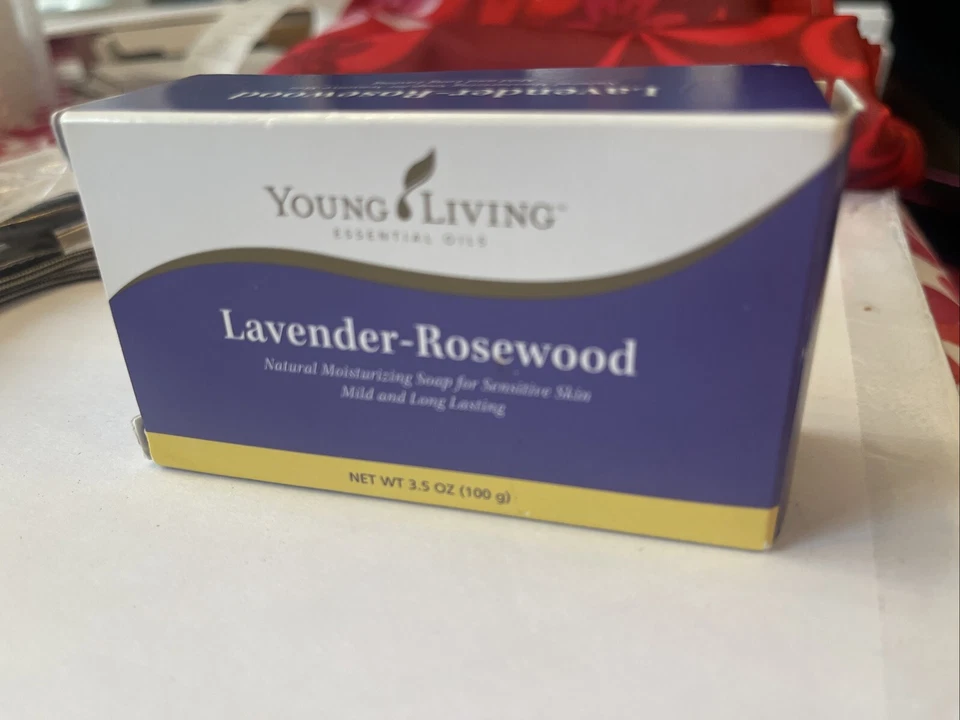 Lavender-Rosewood
YOUNG LIVING™
ESSENTIAL OILS
Lavender-Rosewood
Natural Moisturizing Soap for Sensitive Skin
Mild and Long Lasting
NET WT 3.5 OZ (100 g)